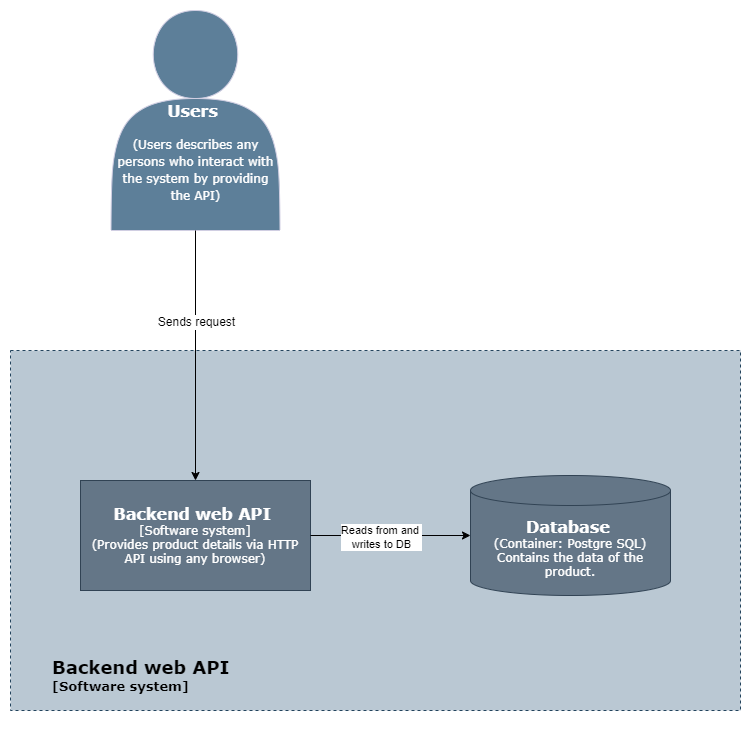 Users
(Users describes any
persons who interact with
the system by providing
the API)
Sends request
Backend web API
[Software system]
(Provides product details via HTTP
API using any browser)
Reads from and
writes to DB
Database
(Container: Postgre SQL)
Contains the data of the
product.
Backend web API
[Software system]